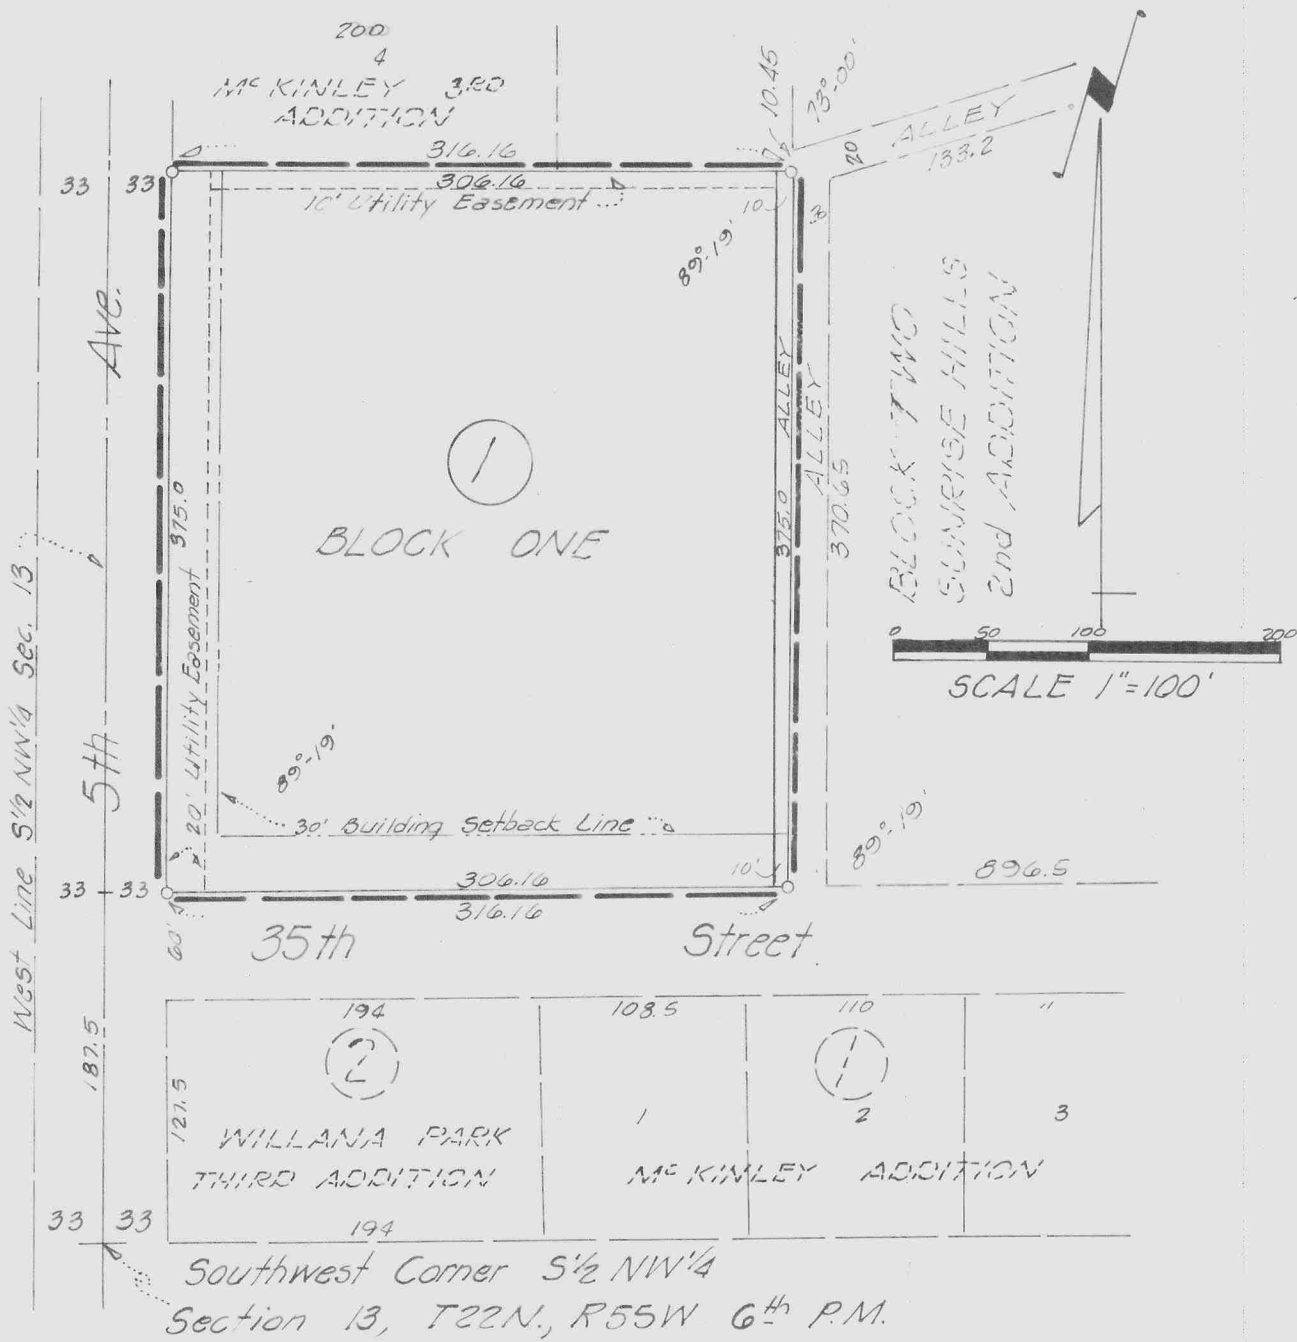 200
4
Mc KINLEY 3RD
ADDITION
316.16
306.16
10' Utility Easement
10.45
73°-00'
ALLEY
20
133.2
33 33
10
89°-19'
Ave.
5th
West Line S1/2 NW1/4 Sec. 13
375.0
20' Utility Easement
1
BLOCK ONE
ALLEY
375.0
ALLEY
370.65
BLOCK TWO
SUNRISE HILLS
2nd ADDITION
0 50 100 200
SCALE 1"=100'
89°-19'
30' Building Setback Line
10'
89°-19'
896.5
33 33
306.16
316.16
60'
35th Street
187.5
194 108.5 110 "
2 1
127.5
1 2 3
WILLANA PARK
THIRD ADDITION
Mc KINLEY ADDITION
33 33
194
Southwest Corner S1/2 NW1/4
Section 13, T22N., R55W 6th P.M.